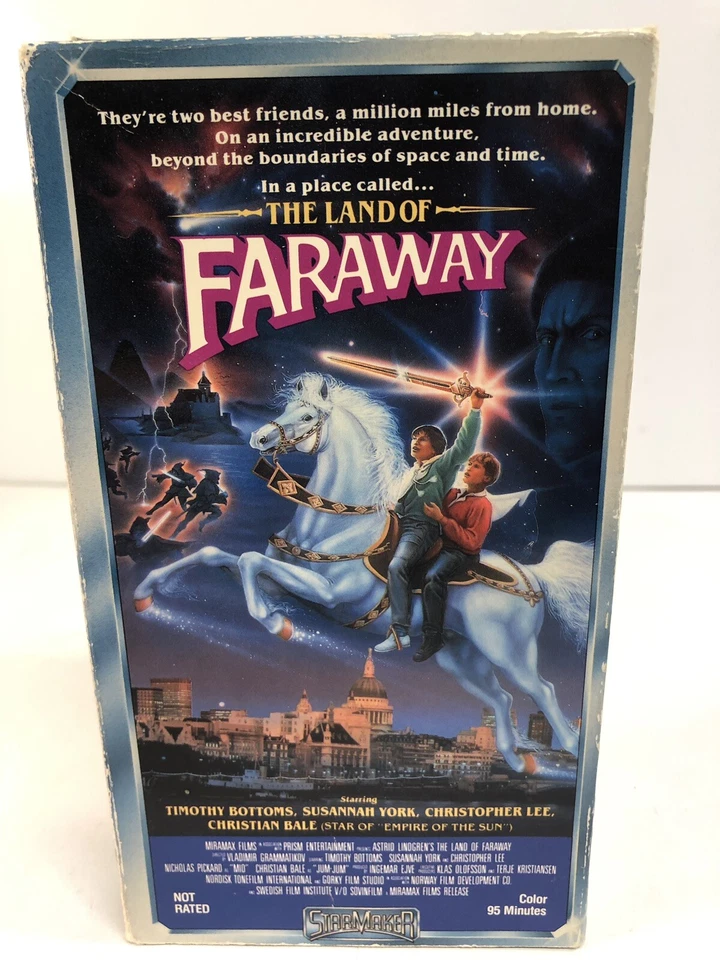 They're two best friends, a million miles from home.
On an incredible adventure,
beyond the boundaries of space and time.
In a place called...
THE LAND OF
FARAWAY
Starring
TIMOTHY BOTTOMS, SUSANNAH YORK, CHRISTOPHER LEE,
CHRISTIAN BALE (STAR OF "EMPIRE OF THE SUN")
MIRAMAX FILMS PRISM ENTERTAINMENT ASTRID LINDGREN'S THE LAND OF FARAWAY
VLADIMIR GRAMMATIKOV TIMOTHY BOTTOMS SUSANNAH YORK CHRISTOPHER LEE
NICHOLAS PICKARD "MIO" CHRISTIAN BALE "JUM-JUM" INGEMAR EJVE KLAS OLOFSSON TERJE KRISTIANSEN
NORDISK TONEFILM INTERNATIONAL GORKY FILM STUDIO NORWAY FILM DEVELOPMENT CO.
SWEDISH FILM INSTITUTE V/O SOVINFILM MIRAMAX FILMS RELEASE
NOT
RATED
Color
95 Minutes
STARMAKER